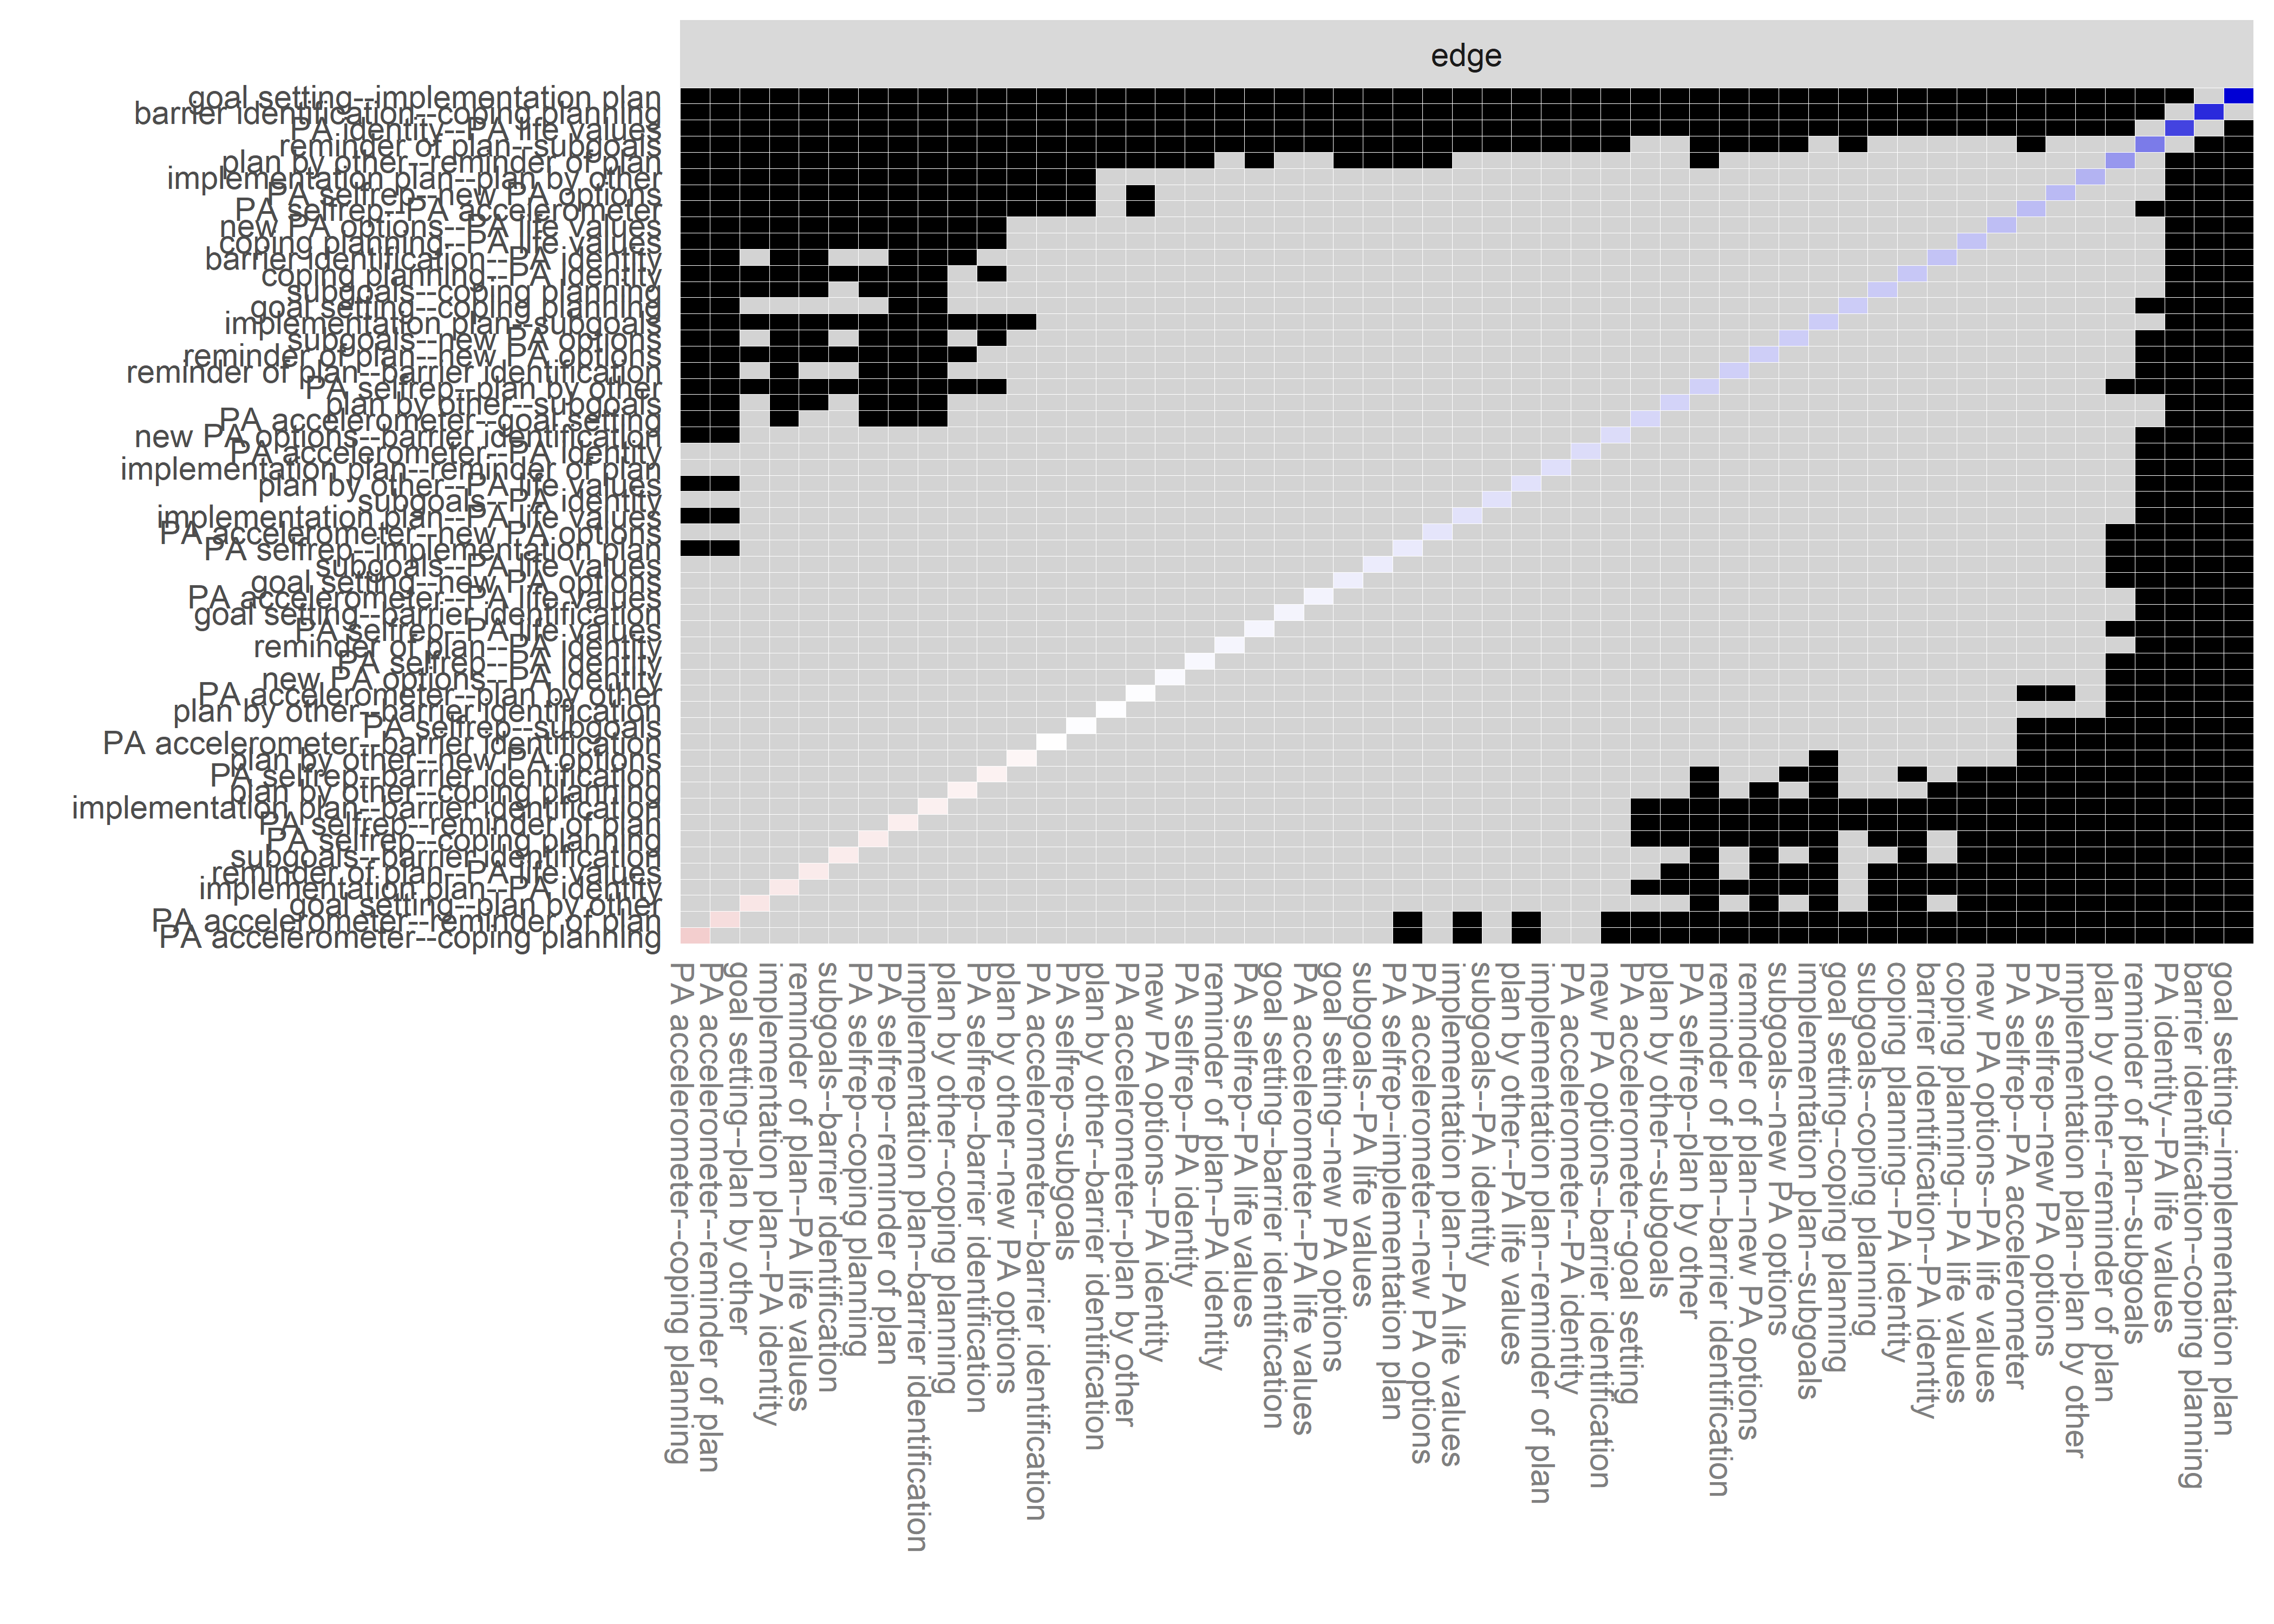 edge
goal setting--implementation plan
barrier identification--coping planning
PA identity--PA life values
reminder of plan--subgoals
plan by other--reminder of plan
implementation plan--plan by other
PA selfrep--new PA options
PA selfrep--PA accelerometer
new PA options--PA life values
coping planning--PA life values
barrier identification--PA identity
coping planning--PA identity
subgoals--coping planning
goal setting--coping planning
implementation plan--subgoals
subgoals--new PA options
reminder of plan--new PA options
reminder of plan--barrier identification
PA selfrep--plan by other
plan by other--subgoals
PA accelerometer--goal setting
new PA options--barrier identification
PA accelerometer--PA identity
implementation plan--reminder of plan
plan by other--PA life values
subgoals--PA identity
implementation plan--PA life values
PA accelerometer--new PA options
PA selfrep--implementation plan
subgoals--PA life values
goal setting--new PA options
PA accelerometer--PA life values
goal setting--barrier identification
PA selfrep--PA life values
reminder of plan--PA identity
PA selfrep--PA identity
new PA options--PA identity
PA accelerometer--plan by other
plan by other--barrier identification
PA selfrep--subgoals
PA accelerometer--barrier identification
plan by other--new PA options
PA selfrep--barrier identification
plan by other--coping planning
implementation plan--barrier identification
PA selfrep--reminder of plan
PA selfrep--coping planning
subgoals--barrier identification
reminder of plan--PA life values
implementation plan--PA identity
goal setting--plan by other
PA accelerometer--reminder of plan
PA accelerometer--coping planning
PA accelerometer--coping planning
PA accelerometer--reminder of plan
goal setting--plan by other
implementation plan--PA identity
reminder of plan--PA life values
subgoals--barrier identification
PA selfrep--coping planning
PA selfrep--reminder of plan
implementation plan--barrier identification
plan by other--coping planning
PA selfrep--barrier identification
plan by other--new PA options
PA accelerometer--barrier identification
PA selfrep--subgoals
plan by other--barrier identification
PA accelerometer--plan by other
new PA options--PA identity
PA selfrep--PA identity
reminder of plan--PA identity
PA selfrep--PA life values
goal setting--barrier identification
PA accelerometer--PA life values
goal setting--new PA options
subgoals--PA life values
PA selfrep--implementation plan
PA accelerometer--new PA options
implementation plan--PA life values
subgoals--PA identity
plan by other--PA life values
implementation plan--reminder of plan
PA accelerometer--PA identity
new PA options--barrier identification
PA accelerometer--goal setting
plan by other--subgoals
PA selfrep--plan by other
reminder of plan--barrier identification
reminder of plan--new PA options
subgoals--new PA options
implementation plan--subgoals
goal setting--coping planning
subgoals--coping planning
coping planning--PA identity
barrier identification--PA identity
coping planning--PA life values
new PA options--PA life values
PA selfrep--PA accelerometer
PA selfrep--new PA options
implementation plan--plan by other
plan by other--reminder of plan
reminder of plan--subgoals
PA identity--PA life values
barrier identification--coping planning
goal setting--implementation plan